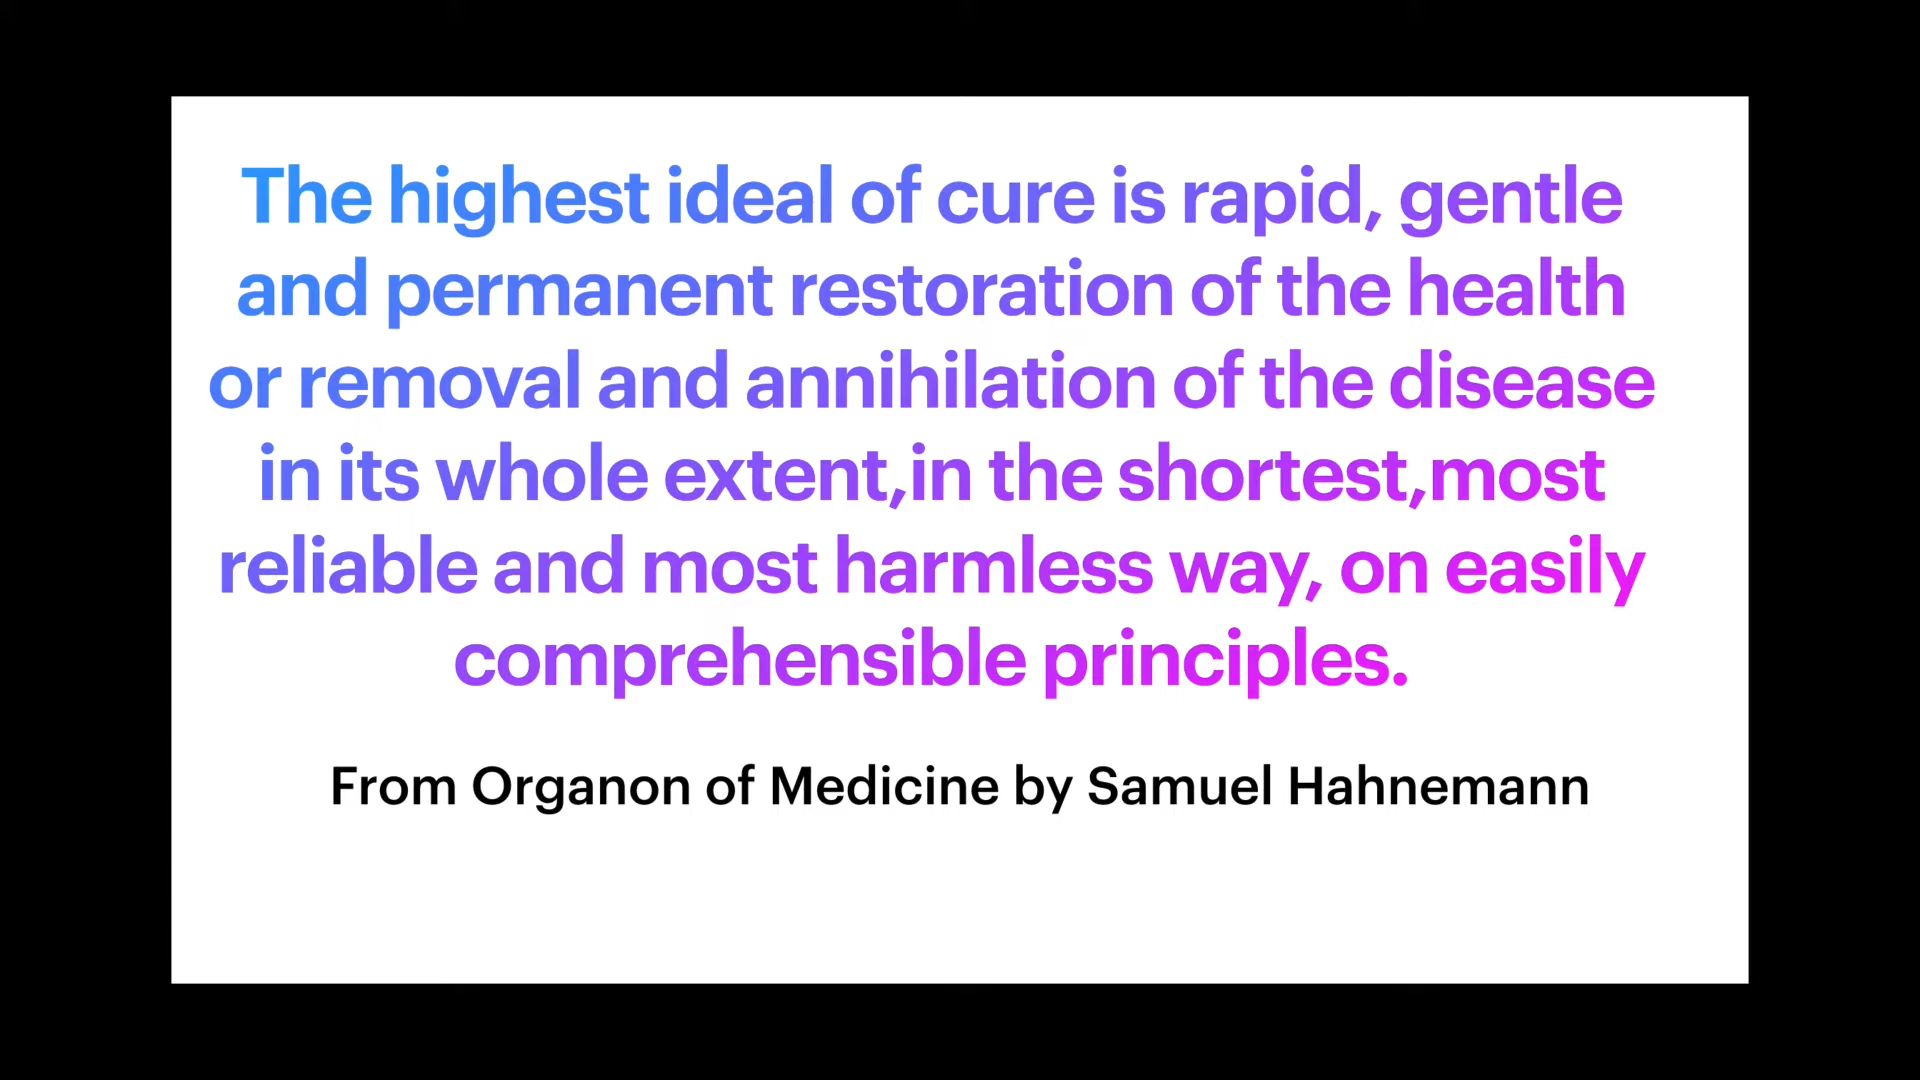 The highest ideal of cure is rapid, gentle
and permanent restoration of the health
or removal and annihilation of the disease
in its whole extent,in the shortest,most
reliable and most harmless way, on easily
comprehensible principles.
From Organon of Medicine by Samuel Hahnemann